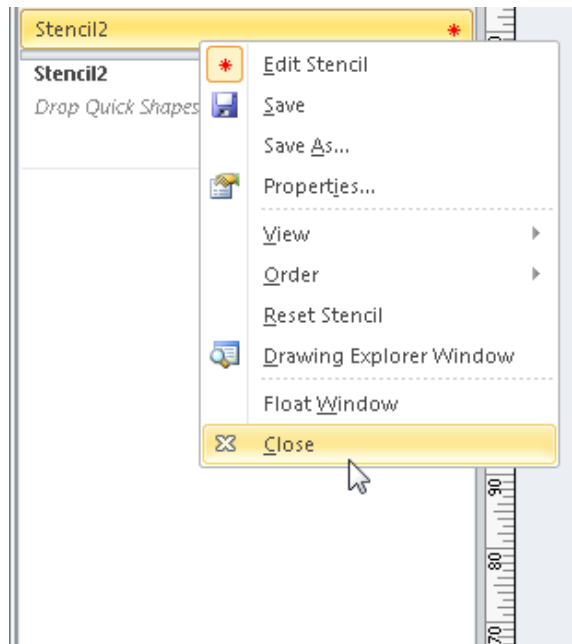 Stencil2
Stencil2
Drop Quick Shapes
Edit Stencil
Save
Save As...
Properties...
View
Order
Reset Stencil
Drawing Explorer Window
Float Window
Close
90
80
70